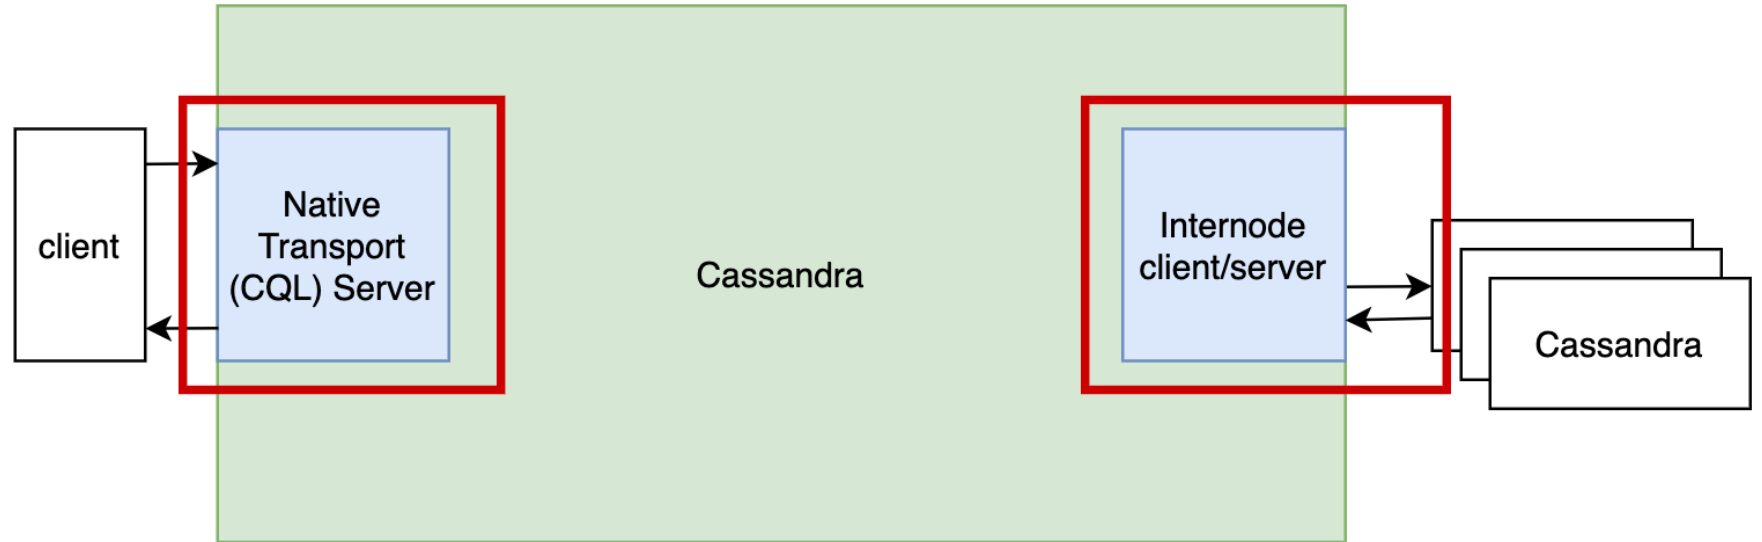 client
Native
Transport
(CQL) Server
Cassandra
Internode
client/server
Cassandra